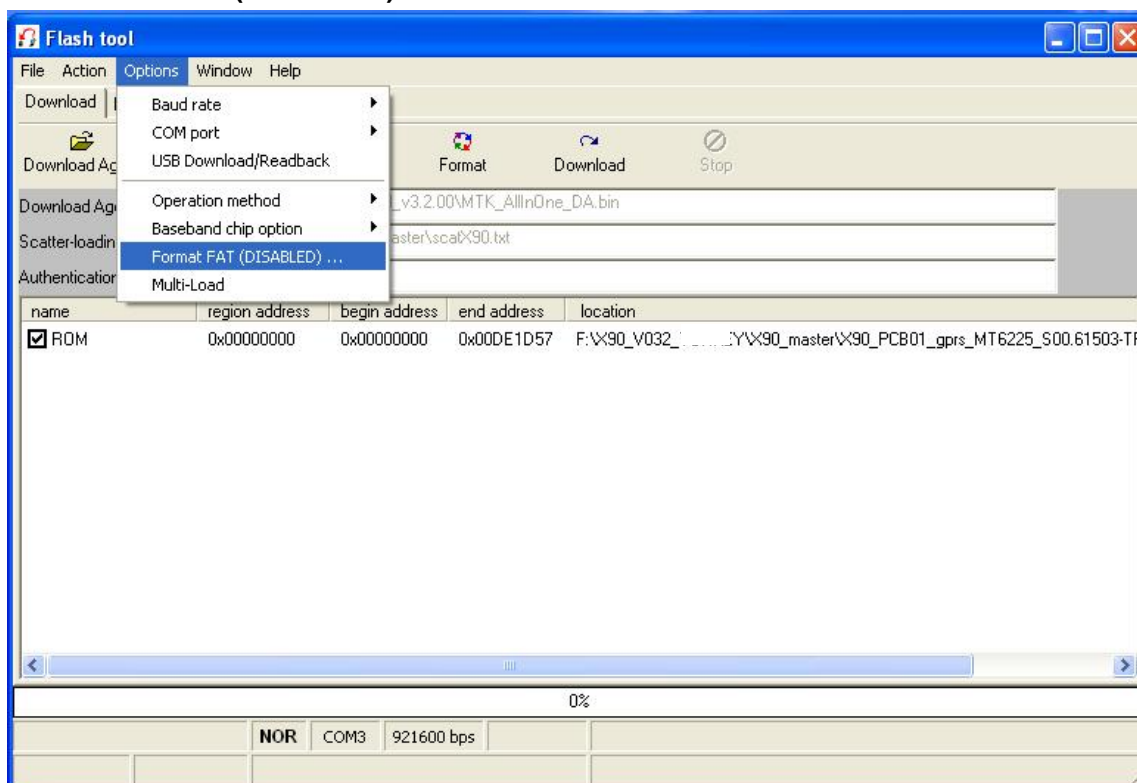 Flash tool
File Action Options Window Help
Download
Baud rate
COM port
USB Download/Readback
Operation method
Baseband chip option
Format FAT (DISABLED) ...
Multi-Load
Download Ag Format Download Stop
Download Ag _v3.2.00\MTK_AllInOne_DA.bin
Scatter-loadin aster\scatX90.txt
Authentication
name region address begin address end address location
ROM 0x00000000 0x00000000 0x00DE1D57 F:\X90_V032_ Y\X90_master\X90_PCB01_gprs_MT6225_S00.61503-T
0%
NOR COM3 921600 bps